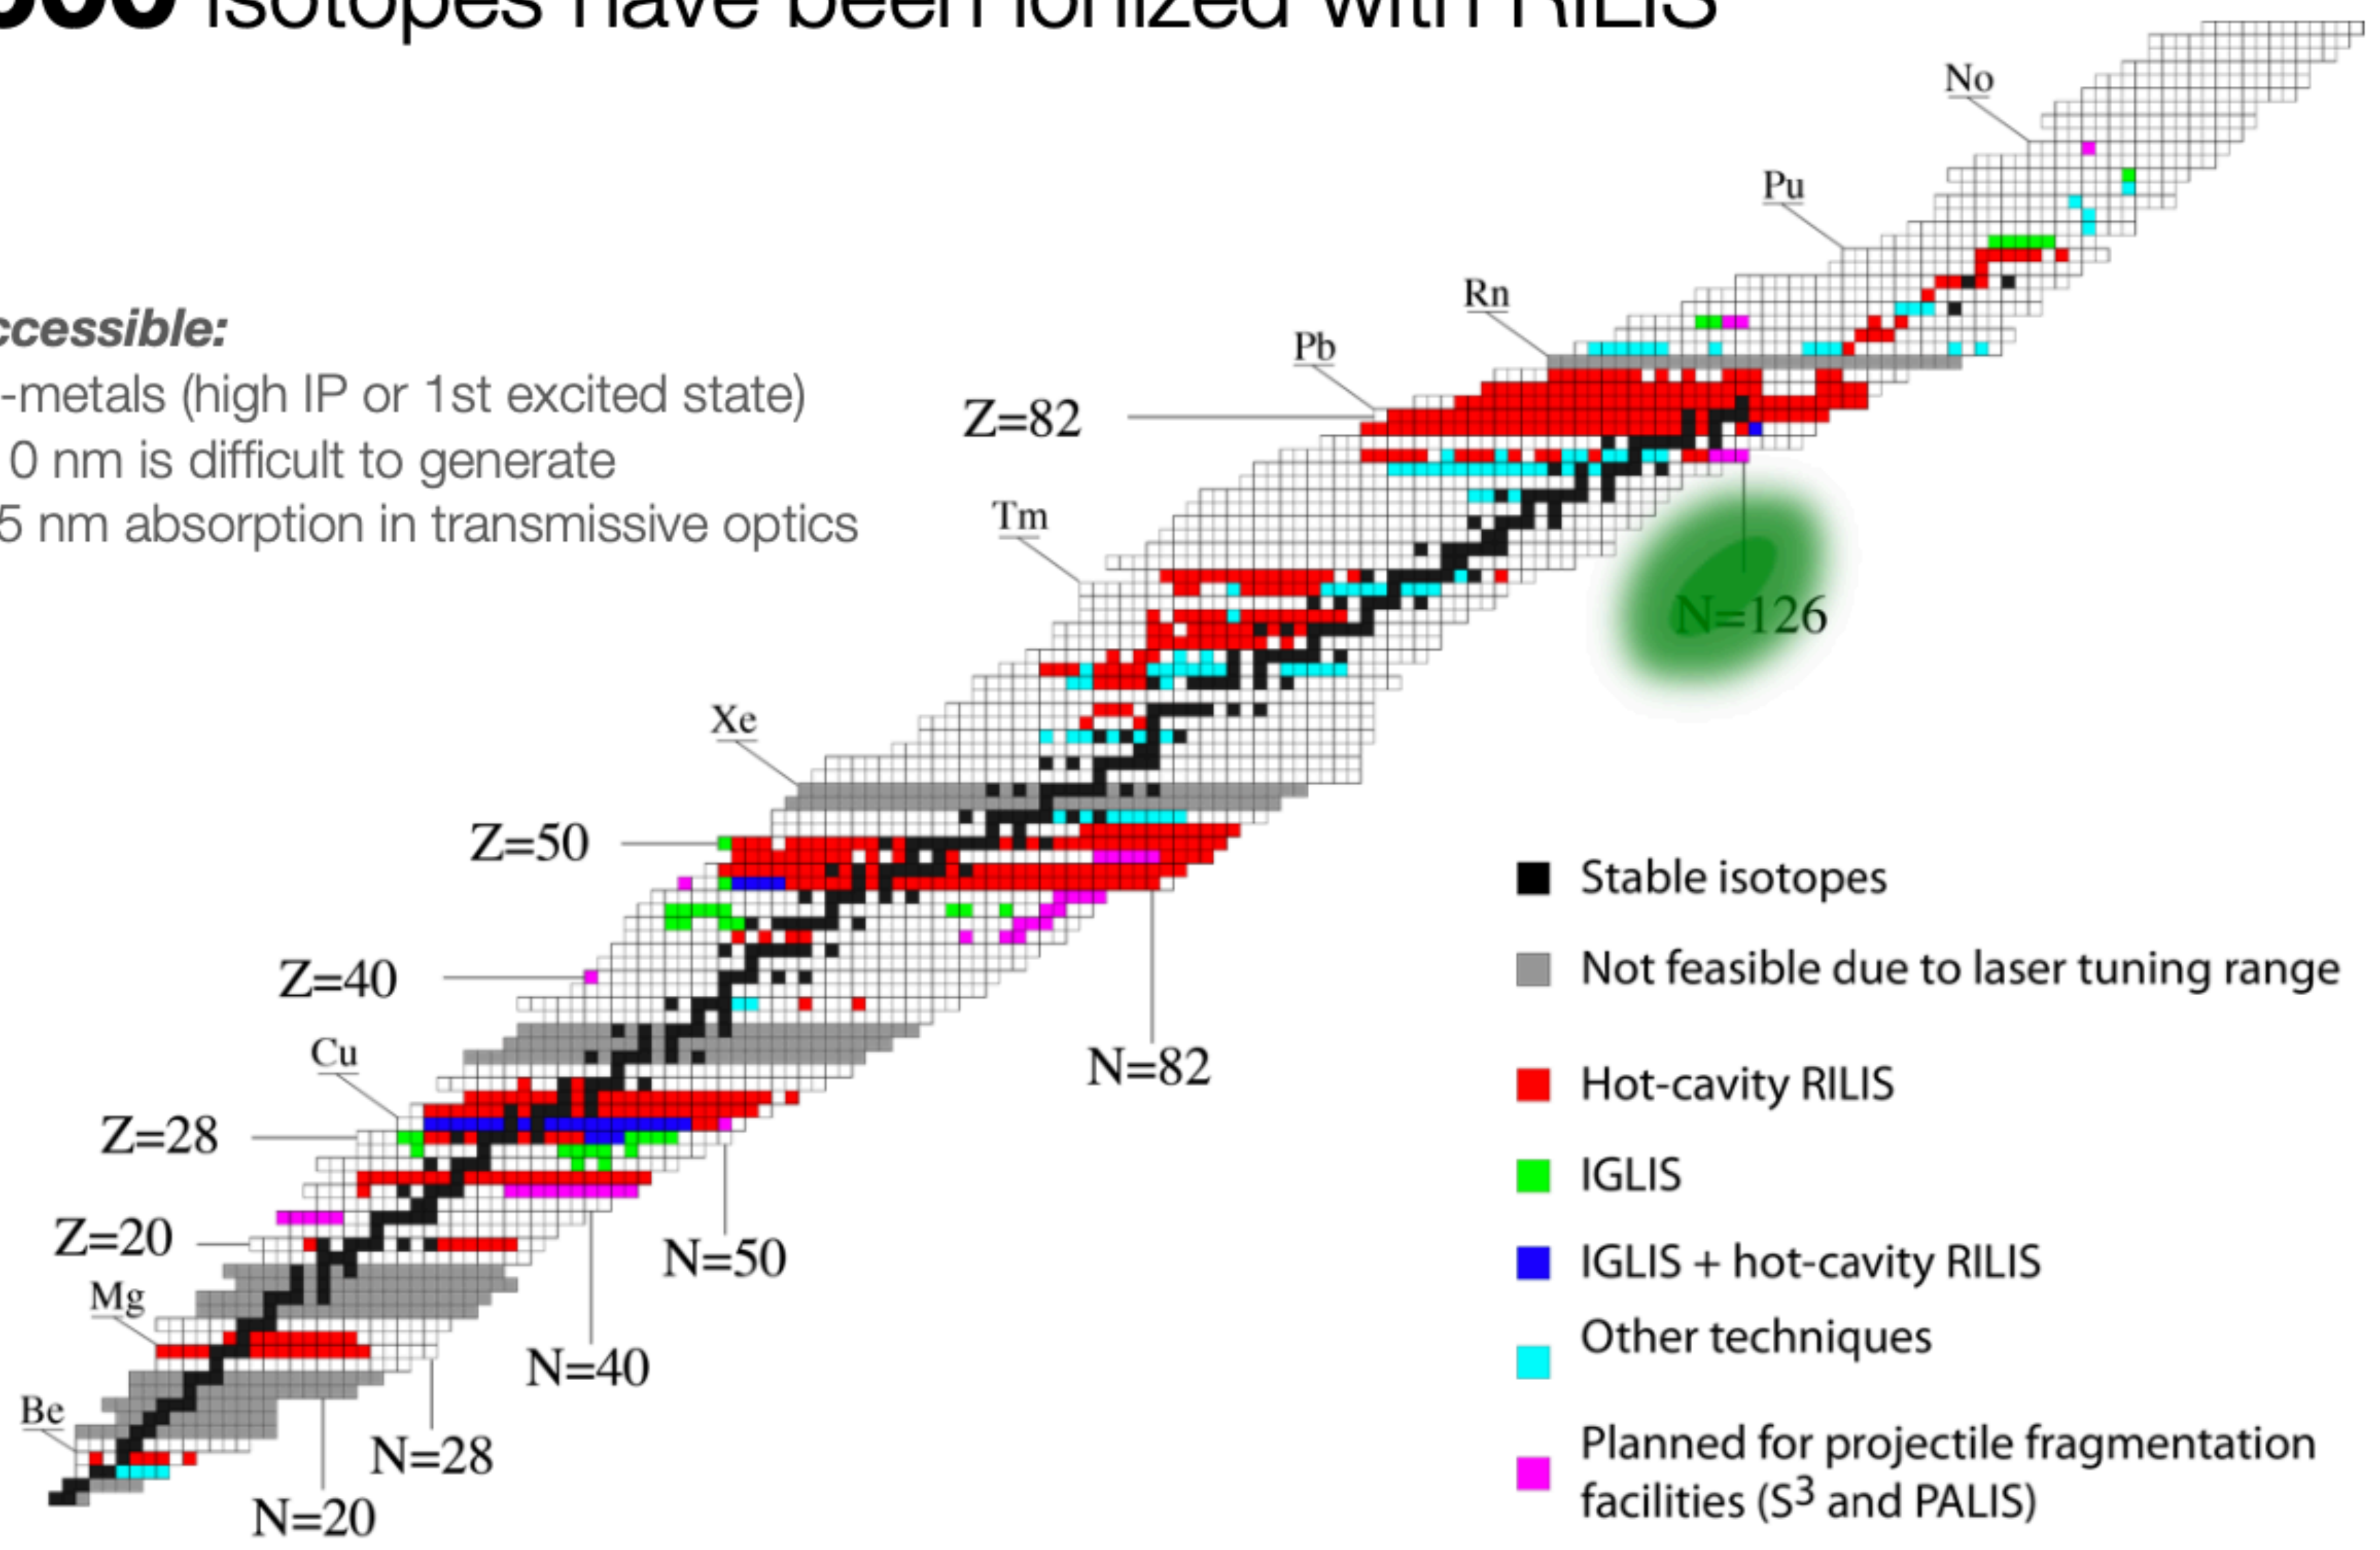 isotopes have been ionized with RILIS
ccessible:
-metals (high IP or 1st excited state)
0 nm is difficult to generate
5 nm absorption in transmissive optics
No
Pu
Rn
Pb
Z=82
Tm
N=126
Xe
Z=50
Z=40
Cu
N=82
Z=28
Z=20
N=50
Mg
N=40
Be
N=28
N=20
Stable isotopes
Not feasible due to laser tuning range
Hot-cavity RILIS
IGLIS
IGLIS + hot-cavity RILIS
Other techniques
Planned for projectile fragmentation
facilities (S³ and PALIS)